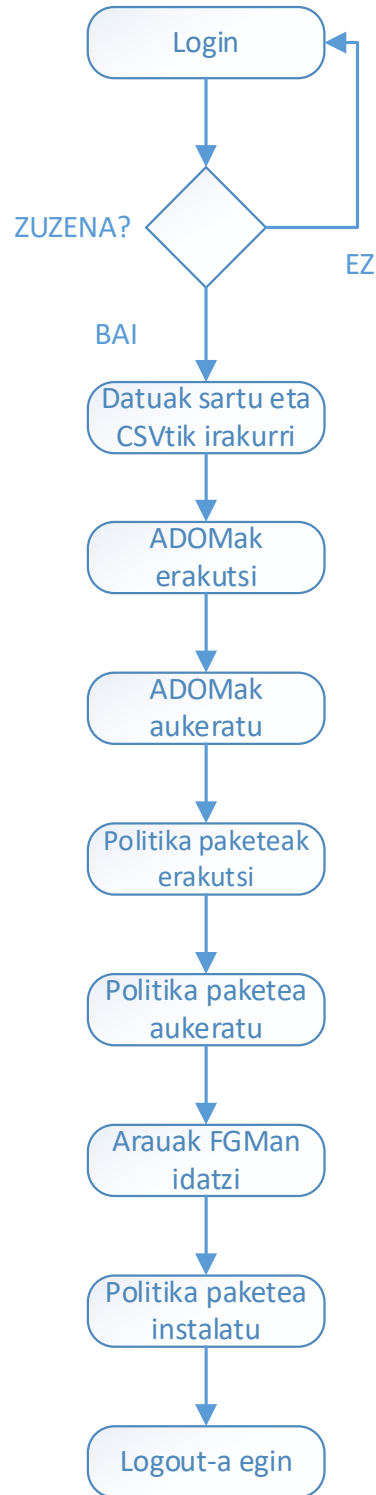 Login
ZUZENA?
EZ
BAI
Datuak sartu eta
CSVtik irakurri
ADOMak
erakutsi
ADOMak
aukeratu
Politika paketeak
erakutsi
Politika paketea
aukeratu
Arauak FGMan
idatzi
Politika paketea
instalatu
Logout-a egin